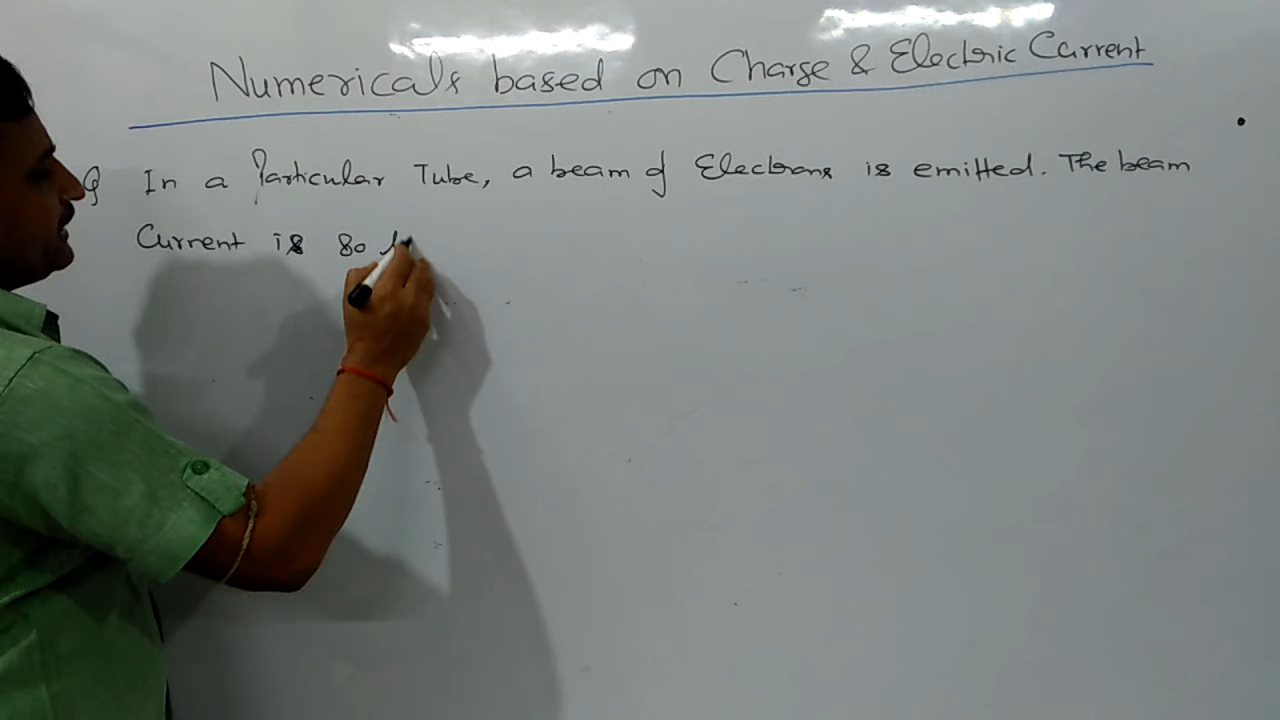 Numericals based on Charge & Electric Current
Q In a Particular Tube, a beam of Electrons is emitted. The beam
Current is 80